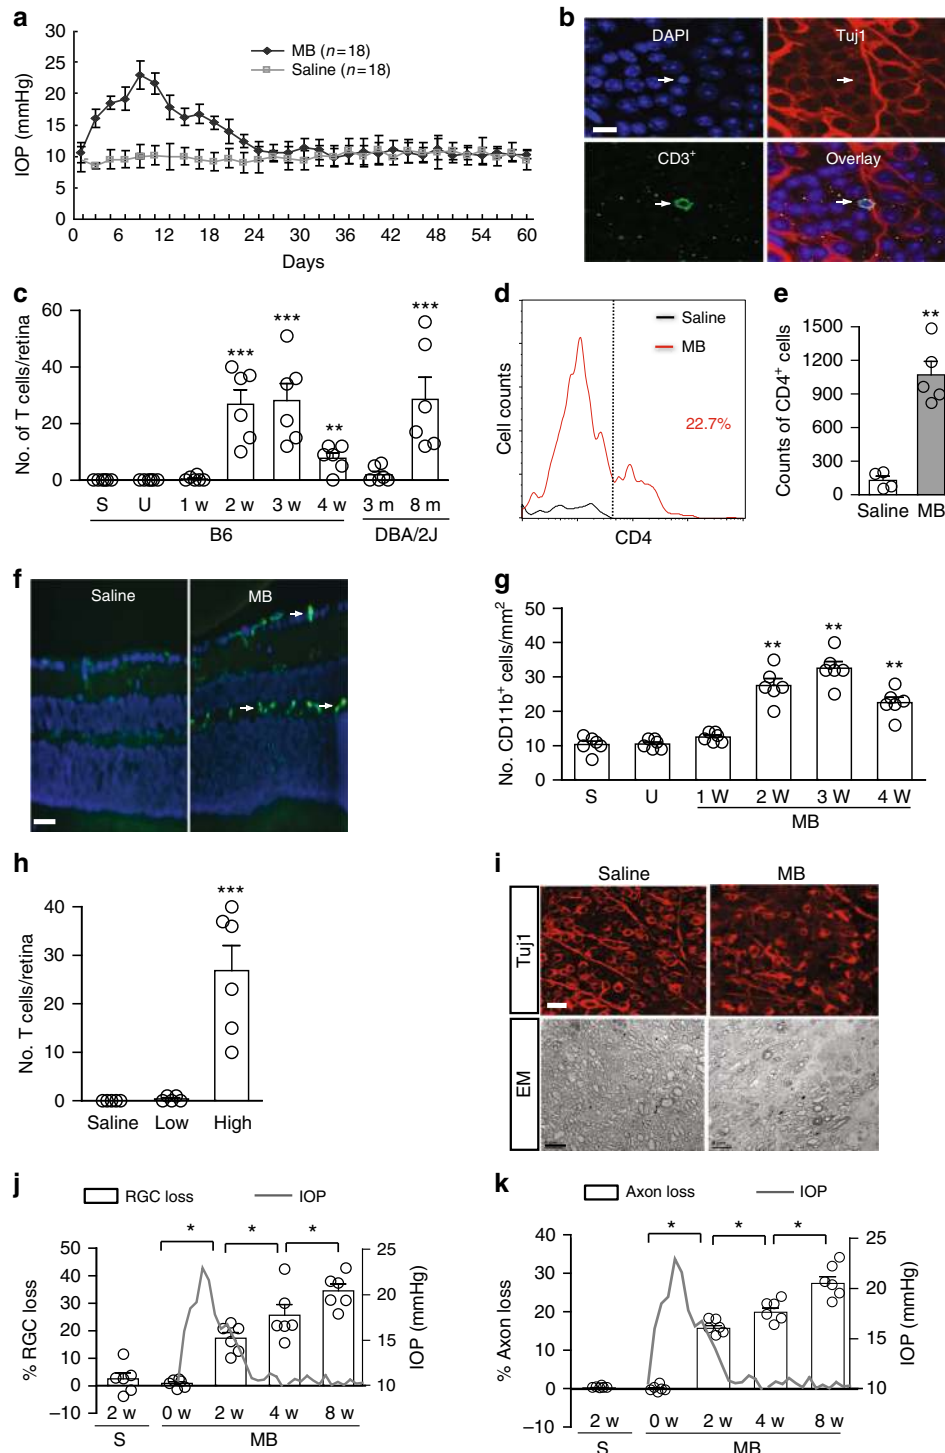 a
IOP (mmHg)
30
25
20
15
10
5
0
MB (n=18)
Saline (n=18)
0 6 12 18 24 30 36 42 48 54 60
Days
b
DAPI
Tuj1
CD3+
Overlay
c
No. of T cells/retina
60
40
20
0
*** *** ** ***
S U 1 w 2 w 3 w 4 w 3 m 8 m
B6 DBA/2J
d
Cell counts
Saline
MB
22.7%
CD4
e
Counts of CD4+ cells
1500
1200
900
600
300
0
**
Saline MB
f
Saline MB
g
No. CD11b+ cells/mm2
50
40
30
20
10
0
** ** **
S U 1 W 2 W 3 W 4 W
MB
h
No. T cells/retina
40
30
20
10
0
***
Saline Low High
i
Saline MB
Tuj1
EM
j
RGC loss IOP
% RGC loss
50
40
30
20
10
0
−10
* * *
25
20
15
10
IOP (mmHg)
2 w 0 w 2 w 4 w 8 w
S MB
k
Axon loss IOP
% Axon loss
40
30
20
10
0
−10
* * *
25
20
15
10
IOP (mmHg)
2 w 0 w 2 w 4 w 8 w
S MB